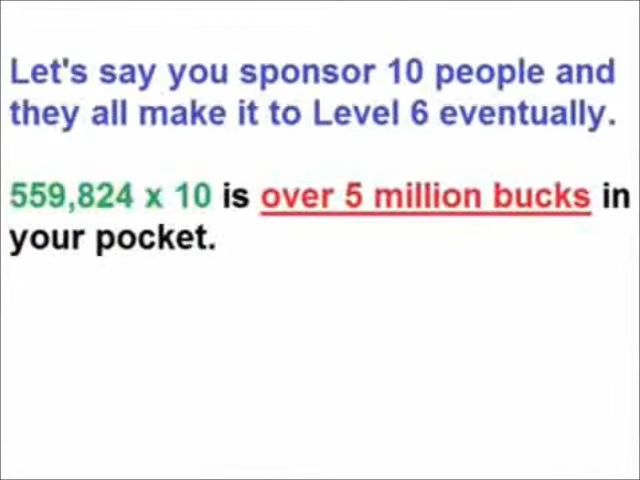 Let's say you sponsor 10 people and
they all make it to Level 6 eventually.
559,824 x 10 is over 5 million bucks in
your pocket.